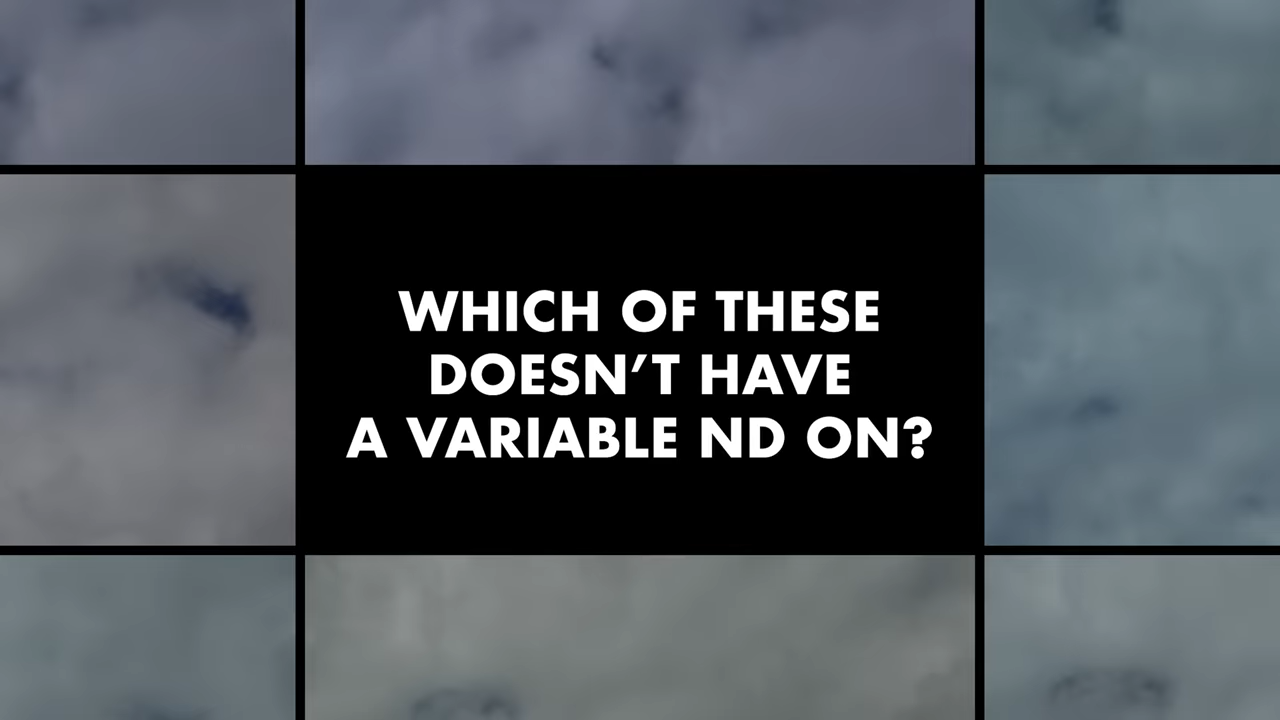 WHICH OF THESE
DOESN’T HAVE
A VARIABLE ND ON?